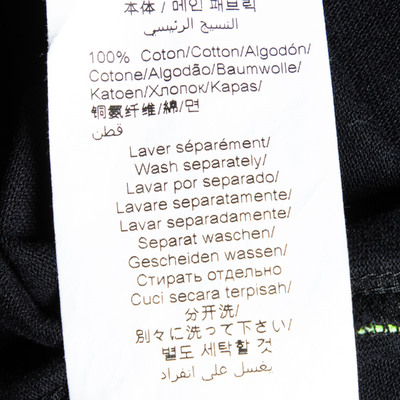 本体 / 메인 패브릭
النسيج الرئيسي
100% Coton/Cotton/Algodón/
Cotone/Algodão/Baumwolle/
Katoen/Хлопок/Kapas/
铜氨纤维/綿/면
قطن
Laver séparément/
Wash separately/
Lavar por separado/
Lavare separatamente/
Lavar separadamente/
Separat waschen/
Gescheiden wassen/
Стирать отдельно
Cuci secara terpisah/
分开洗/
別々に洗って下さい/
별도 세탁할 것
يغسل على انفراد